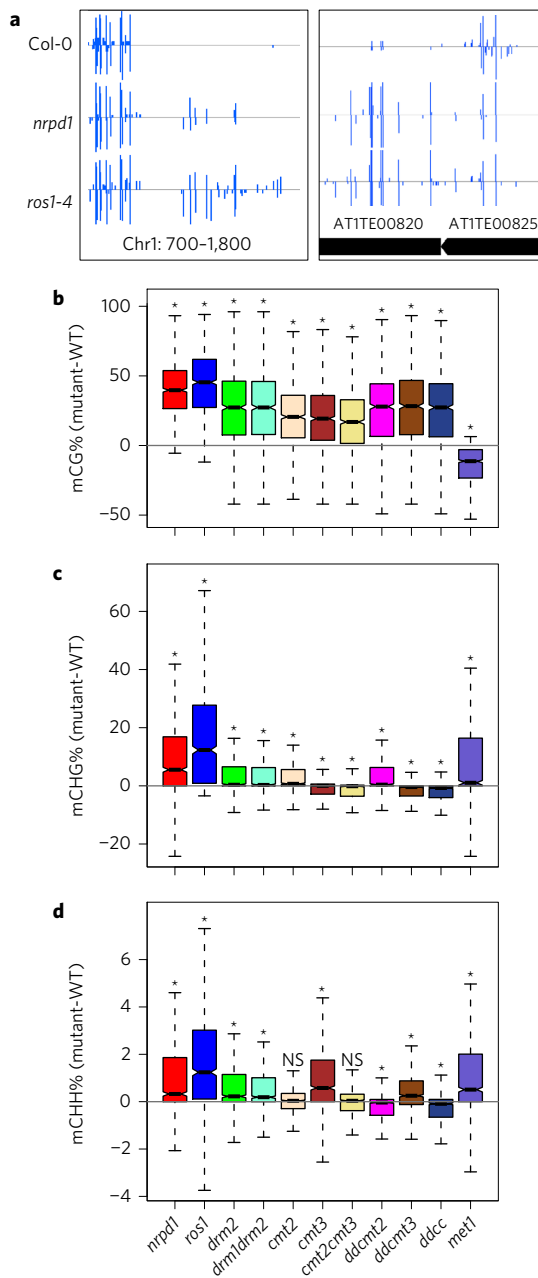 a
Col-0
nrpd1
ros1-4
Chr1: 700–1,800
AT1TE00820
AT1TE00825
b
mCG% (mutant-WT)
100
50
0
−50
* * * * * * * * * * *
c
mCHG% (mutant-WT)
60
40
20
0
−20
* * * * * * * * * * *
d
mCHH% (mutant-WT)
6
4
2
0
−2
−4
* * * * NS * NS * * * *
nrpd1
ros1
drm2
drm1drm2
cmt2
cmt3
cmt2cmt3
ddcmt2
ddcmt3
ddcc
met1